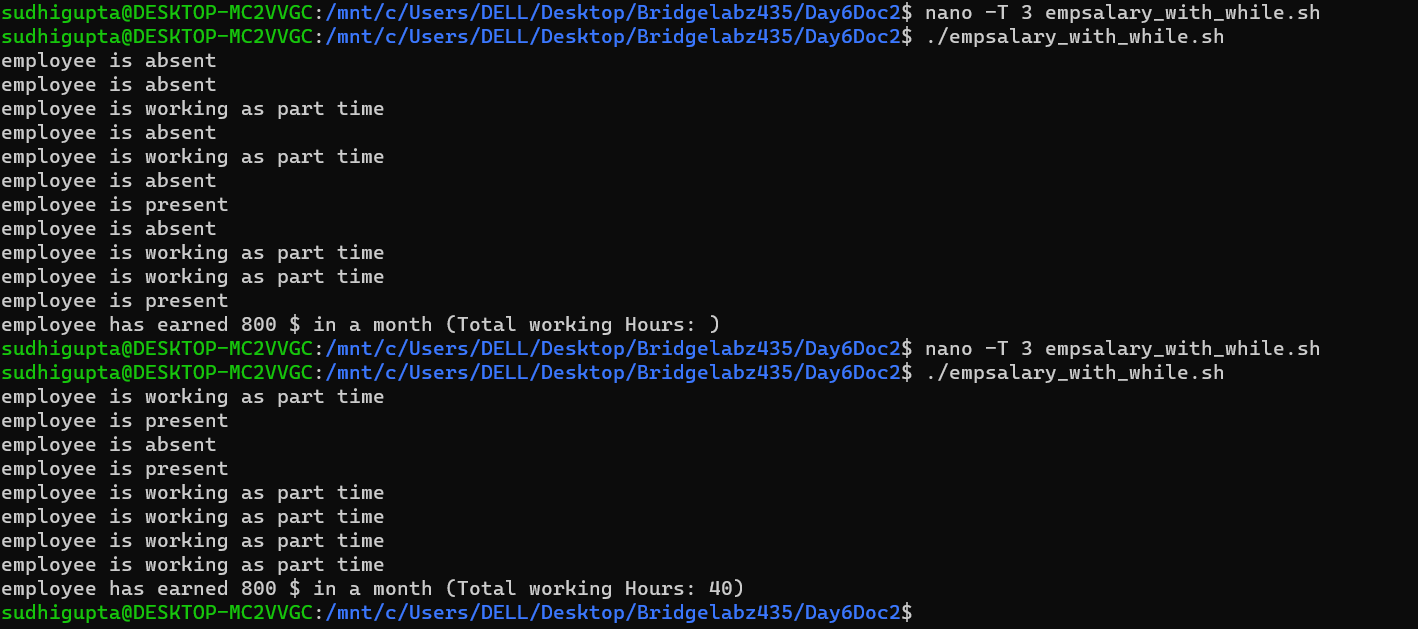 sudhigupta@DESKTOP-MC2VVGC:/mnt/c/Users/DELL/Desktop/Bridgelabz435/Day6Doc2$ nano -T 3 empsalary_with_while.sh
sudhigupta@DESKTOP-MC2VVGC:/mnt/c/Users/DELL/Desktop/Bridgelabz435/Day6Doc2$ ./empsalary_with_while.sh
employee is absent
employee is absent
employee is working as part time
employee is absent
employee is working as part time
employee is absent
employee is present
employee is absent
employee is working as part time
employee is working as part time
employee is present
employee has earned 800 $ in a month (Total working Hours: )
sudhigupta@DESKTOP-MC2VVGC:/mnt/c/Users/DELL/Desktop/Bridgelabz435/Day6Doc2$ nano -T 3 empsalary_with_while.sh
sudhigupta@DESKTOP-MC2VVGC:/mnt/c/Users/DELL/Desktop/Bridgelabz435/Day6Doc2$ ./empsalary_with_while.sh
employee is working as part time
employee is present
employee is absent
employee is present
employee is working as part time
employee is working as part time
employee is working as part time
employee is working as part time
employee has earned 800 $ in a month (Total working Hours: 40)
sudhigupta@DESKTOP-MC2VVGC:/mnt/c/Users/DELL/Desktop/Bridgelabz435/Day6Doc2$